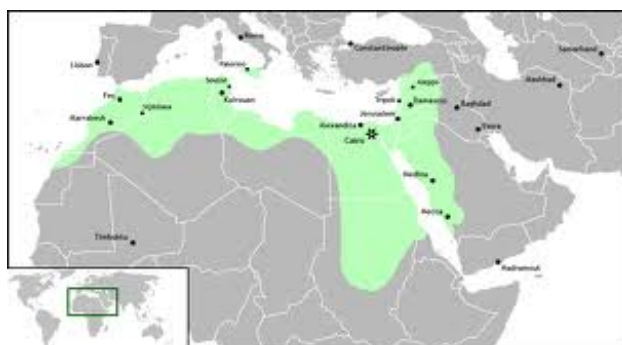 Rome
Constantinople
Samarkand
Lisbon
Palermo
Mashhad
Aleppo
Fes
Kairouan
Tripoli
Damascus
Baghdad
Marrakesh
Jerusalem
Alexandria
Cairo
Medina
Mecca
Timbuktu
Hadramout